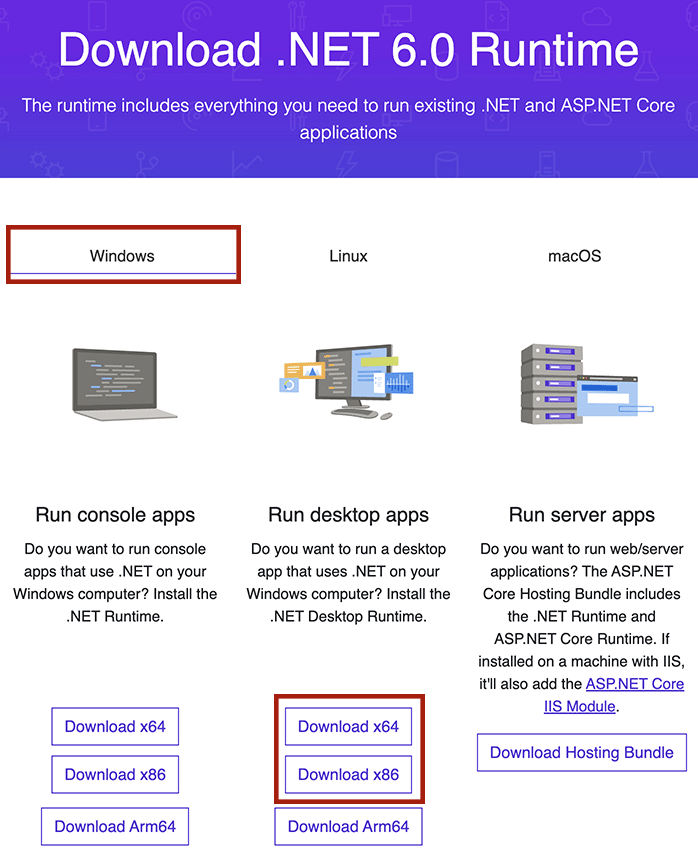 Download .NET 6.0 Runtime
The runtime includes everything you need to run existing .NET and ASP.NET Core
applications
Windows
Linux
macOS
Run console apps
Do you want to run console
apps that use .NET on your
Windows computer? Install the
.NET Runtime.
Download x64
Download x86
Download Arm64
Run desktop apps
Do you want to run a desktop
app that uses .NET on your
Windows computer? Install the
.NET Desktop Runtime.
Download x64
Download x86
Download Arm64
Run server apps
Do you want to run web/server
applications? The ASP.NET
Core Hosting Bundle includes
the .NET Runtime and
ASP.NET Core Runtime. If
installed on a machine with IIS,
it'll also add the ASP.NET Core
IIS Module.
Download Hosting Bundle